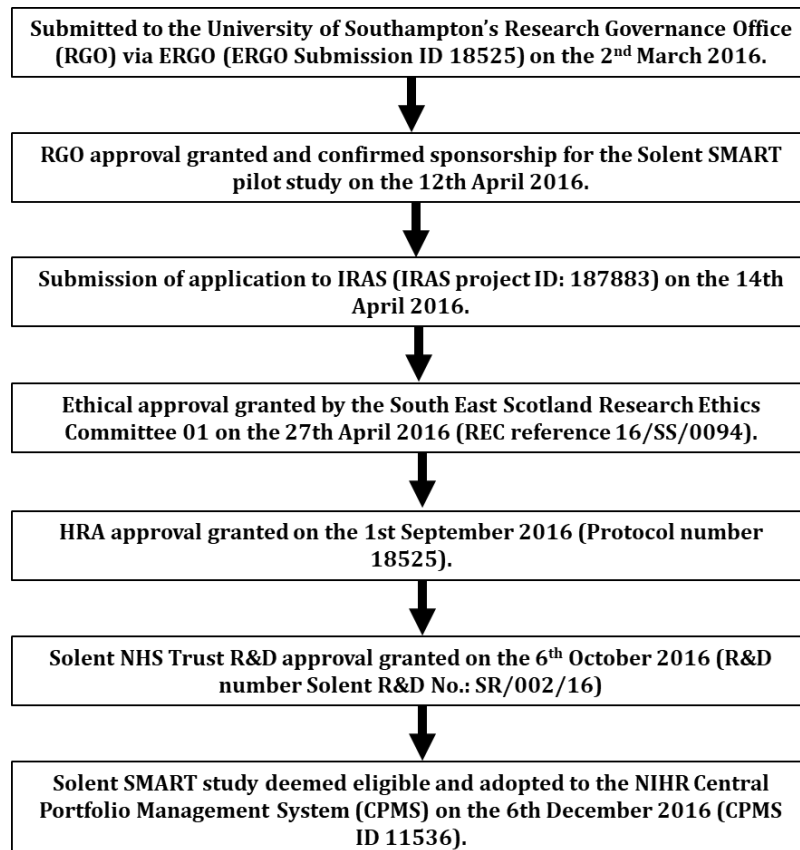 Submitted to the University of Southampton’s Research Governance Office
(RGO) via ERGO (ERGO Submission ID 18525) on the 2nd March 2016.
RGO approval granted and confirmed sponsorship for the Solent SMART
pilot study on the 12th April 2016.
Submission of application to IRAS (IRAS project ID: 187883) on the 14th
April 2016.
Ethical approval granted by the South East Scotland Research Ethics
Committee 01 on the 27th April 2016 (REC reference 16/SS/0094).
HRA approval granted on the 1st September 2016 (Protocol number
18525).
Solent NHS Trust R&D approval granted on the 6th October 2016 (R&D
number Solent R&D No.: SR/002/16)
Solent SMART study deemed eligible and adopted to the NIHR Central
Portfolio Management System (CPMS) on the 6th December 2016 (CPMS
ID 11536).